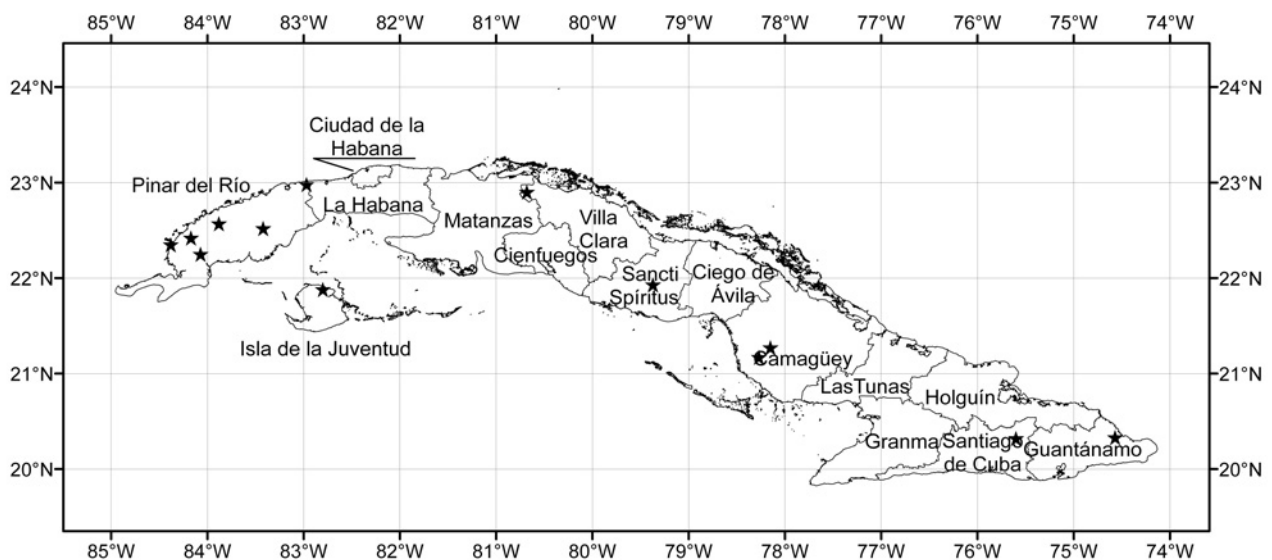 85°W 84°W 83°W 82°W 81°W 80°W 79°W 78°W 77°W 76°W 75°W 74°W
24°N 24°N
Ciudad de la
Habana
23°N 23°N
Pinar del Río
La Habana
Matanzas
Villa
Clara
Cienfuegos
22°N 22°N
Sancti
Spíritus
Ciego de
Ávila
Isla de la Juventud
Camagüey
21°N 21°N
LasTunas
Holguín
Granma
Santiago
de Cuba
Guantánamo
20°N 20°N
85°W 84°W 83°W 82°W 81°W 80°W 79°W 78°W 77°W 76°W 75°W 74°W